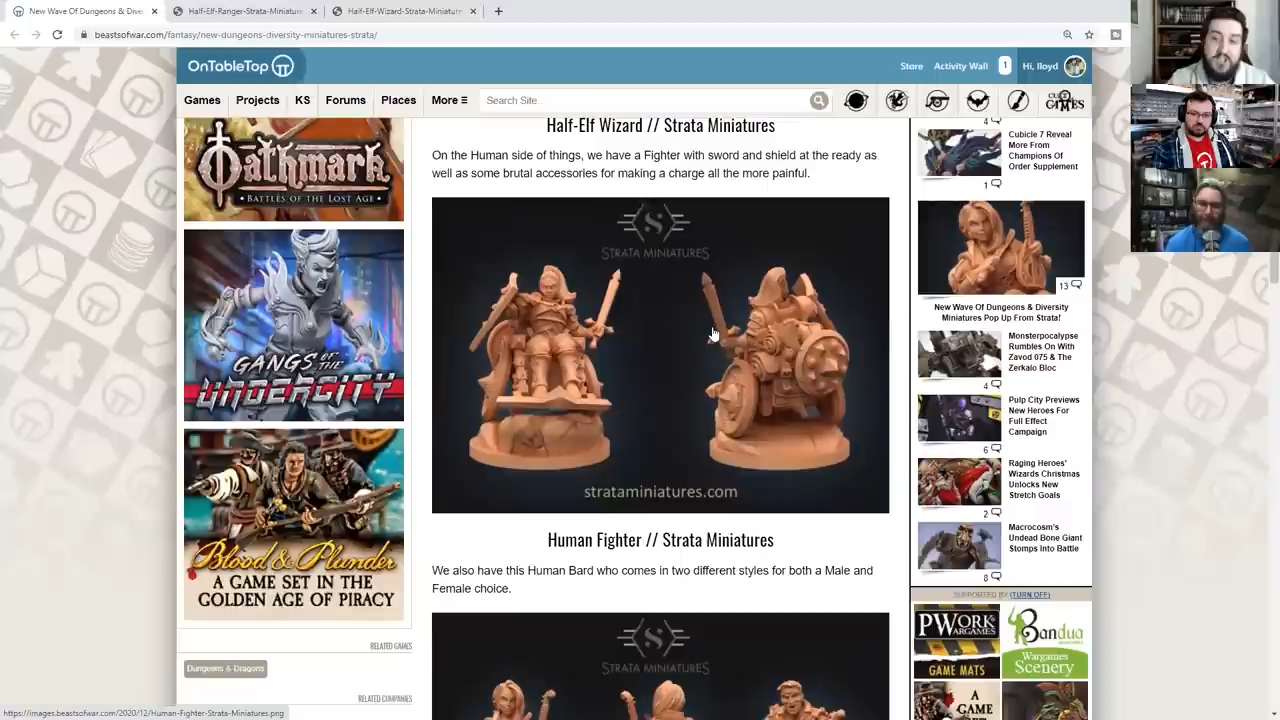 New Wave Of Dungeons & Dive
Half-Elf-Ranger-Strata-Miniature
Half-Elf-Wizard-Strata-Miniature
beastsofwar.com/fantasy/new-dungeons-diversity-miniatures-strata/
OnTableTop
Store
Activity Wall
1
Hi, lloyd
Games
Projects
KS
Forums
Places
More
Search Site...
GAMES
Oathmark
• BATTLES OF THE LOST AGE •
GANGS OF THE
UNDERCITY
Blood & Plunder
A GAME SET IN THE
GOLDEN AGE OF PIRACY
RELATED GAMES
Dungeons & Dragons
RELATED COMPANIES
Half-Elf Wizard // Strata Miniatures
On the Human side of things, we have a Fighter with sword and shield at the ready as
well as some brutal accessories for making a charge all the more painful.
STRATA MINIATURES
strataminiatures.com
Human Fighter // Strata Miniatures
We also have this Human Bard who comes in two different styles for both a Male and
Female choice.
STRATA MINIATURES
4
Cubicle 7 Reveal
More From
Champions Of
Order Supplement
1
13
New Wave Of Dungeons & Diversity
Miniatures Pop Up From Strata!
Monsterpocalypse
Rumbles On With
Zavod 075 & The
Zerkalo Bloc
4
Pulp City Previews
New Heroes For
Full Effect
Campaign
6
Raging Heroes'
Wizards Christmas
Unlocks New
Stretch Goals
2
Macrocosm's
Undead Bone Giant
Stomps Into Battle
8
SUPPORTED BY (TURN OFF)
PWORK
WARGAMES
GAME MATS
Bandua
Wargames
Scenery
A
GAME
https://images.beastsofwar.com/2020/12/Human-Fighter-Strata-Miniatures.png